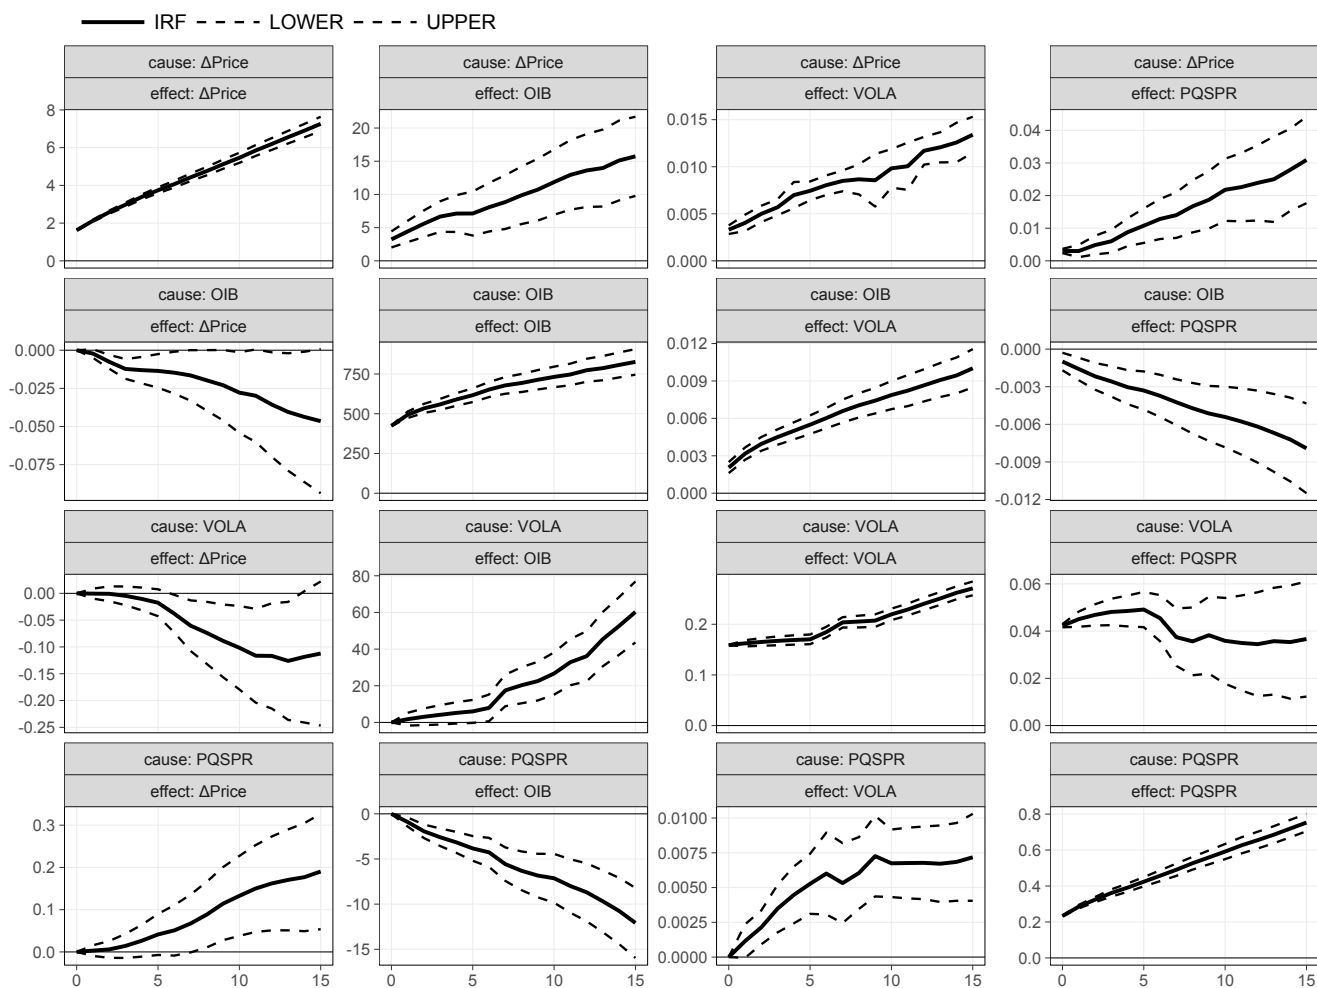 IRF LOWER UPPER
cause: ΔPrice cause: ΔPrice cause: ΔPrice cause: ΔPrice
effect: ΔPrice effect: OIB effect: VOLA effect: PQSPR
8 6 4 2 0
20 15 10 5 0
0.015 0.010 0.005 0.000
0.04 0.03 0.02 0.01 0.00
cause: OIB cause: OIB cause: OIB cause: OIB
effect: ΔPrice effect: OIB effect: VOLA effect: PQSPR
0.000 -0.025 -0.050 -0.075
750 500 250 0
0.012 0.009 0.006 0.003 0.000
0.000 -0.003 -0.006 -0.009 -0.012
cause: VOLA cause: VOLA cause: VOLA cause: VOLA
effect: ΔPrice effect: OIB effect: VOLA effect: PQSPR
0.00 -0.05 -0.10 -0.15 -0.20 -0.25
80 60 40 20 0
0.2 0.1 0.0
0.06 0.04 0.02 0.00
cause: PQSPR cause: PQSPR cause: PQSPR cause: PQSPR
effect: ΔPrice effect: OIB effect: VOLA effect: PQSPR
0.3 0.2 0.1 0.0
0 -5 -10 -15
0.0100 0.0075 0.0050 0.0025 0.0000
0.8 0.6 0.4 0.2 0.0
0 5 10 15 0 5 10 15 0 5 10 15 0 5 10 15